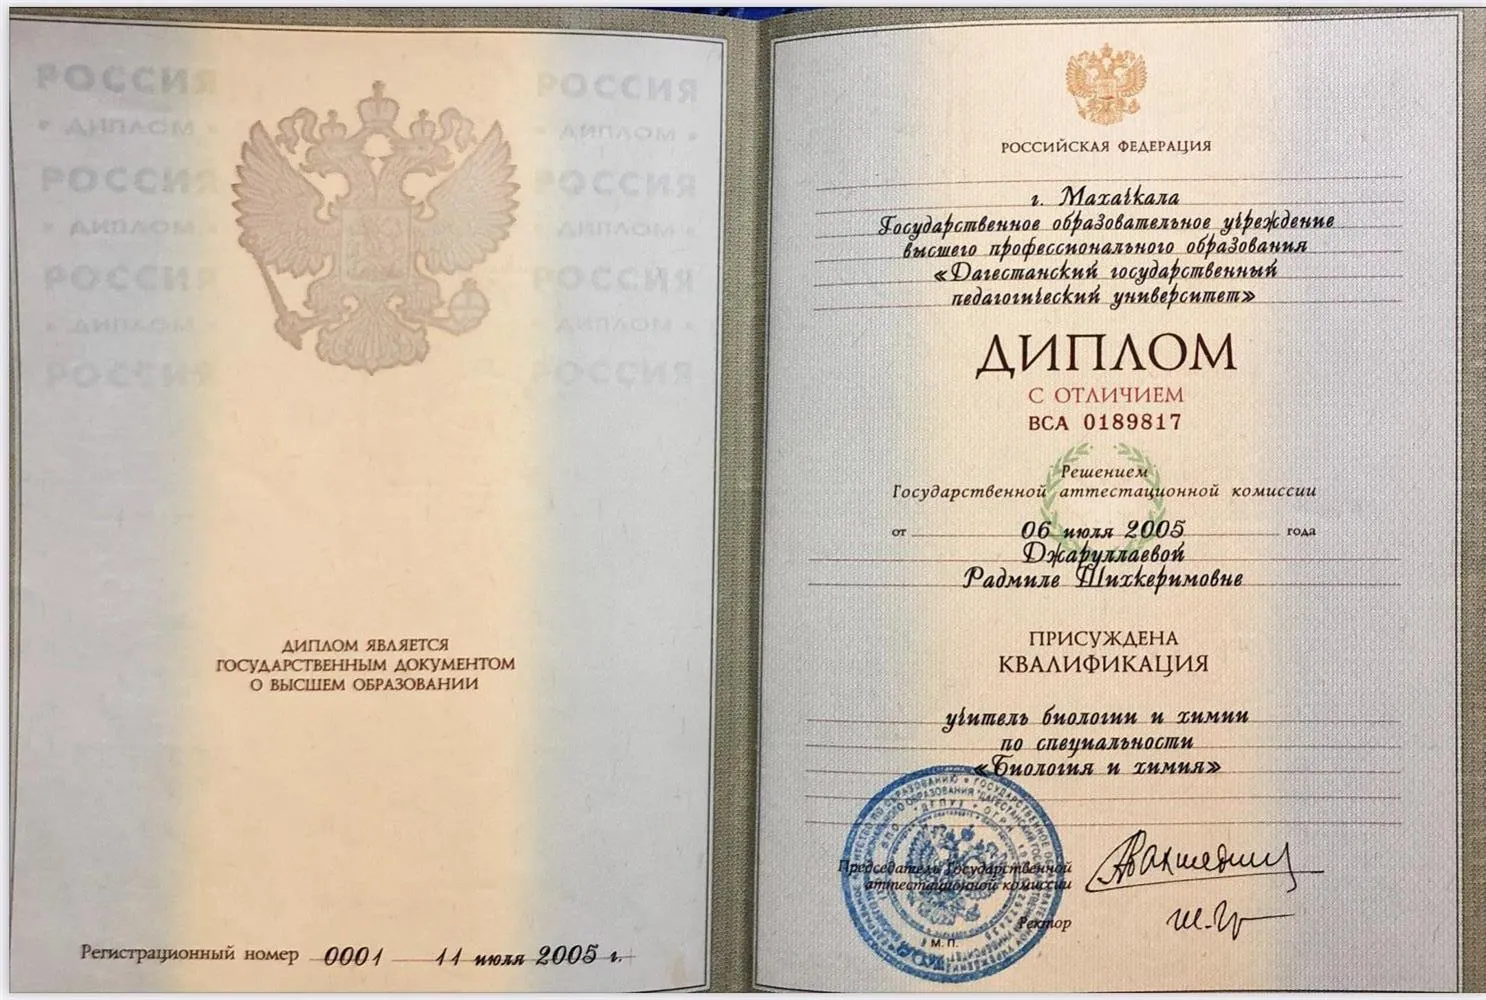 РОССИЯ РОССИЯ
• ДИПЛОМ • • ДИПЛОМ •
РОССИЯ РОССИЯ
• ДИПЛОМ • • ДИПЛОМ •
РОССИЯ РОССИЯ
• ДИПЛОМ • • ДИПЛОМ •
РОССИЯ РОССИЯ
ДИПЛОМ ЯВЛЯЕТСЯ
ГОСУДАРСТВЕННЫМ ДОКУМЕНТОМ
О ВЫСШЕМ ОБРАЗОВАНИИ
Регистрационный номер 0001 11 июля 2005 г.
РОССИЙСКАЯ ФЕДЕРАЦИЯ
г. Махачкала
Государственное образовательное учреждение
высшего профессионального образования
«Дагестанский государственный
педагогический университет»
ДИПЛОМ
С ОТЛИЧИЕМ
ВСА 0189817
Решением
Государственной аттестационной комиссии
от 06 июля 2005 года
Джаруллаевой
Радмиле Шихкеримовне
ПРИСУЖДЕНА
КВАЛИФИКАЦИЯ
учитель биологии и химии
по специальности
«Биология и химия»
Председатель Государственной
аттестационной комиссии
Ректор
М. П.